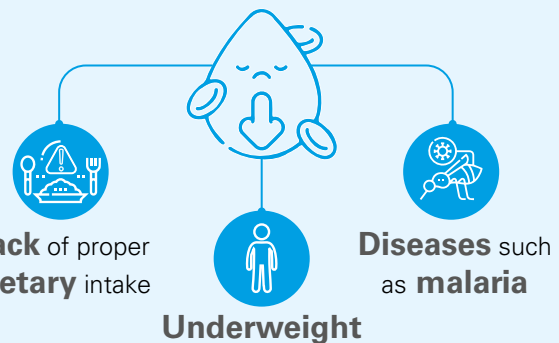 ack of proper
etary intake
Underweight
Diseases such
as malaria